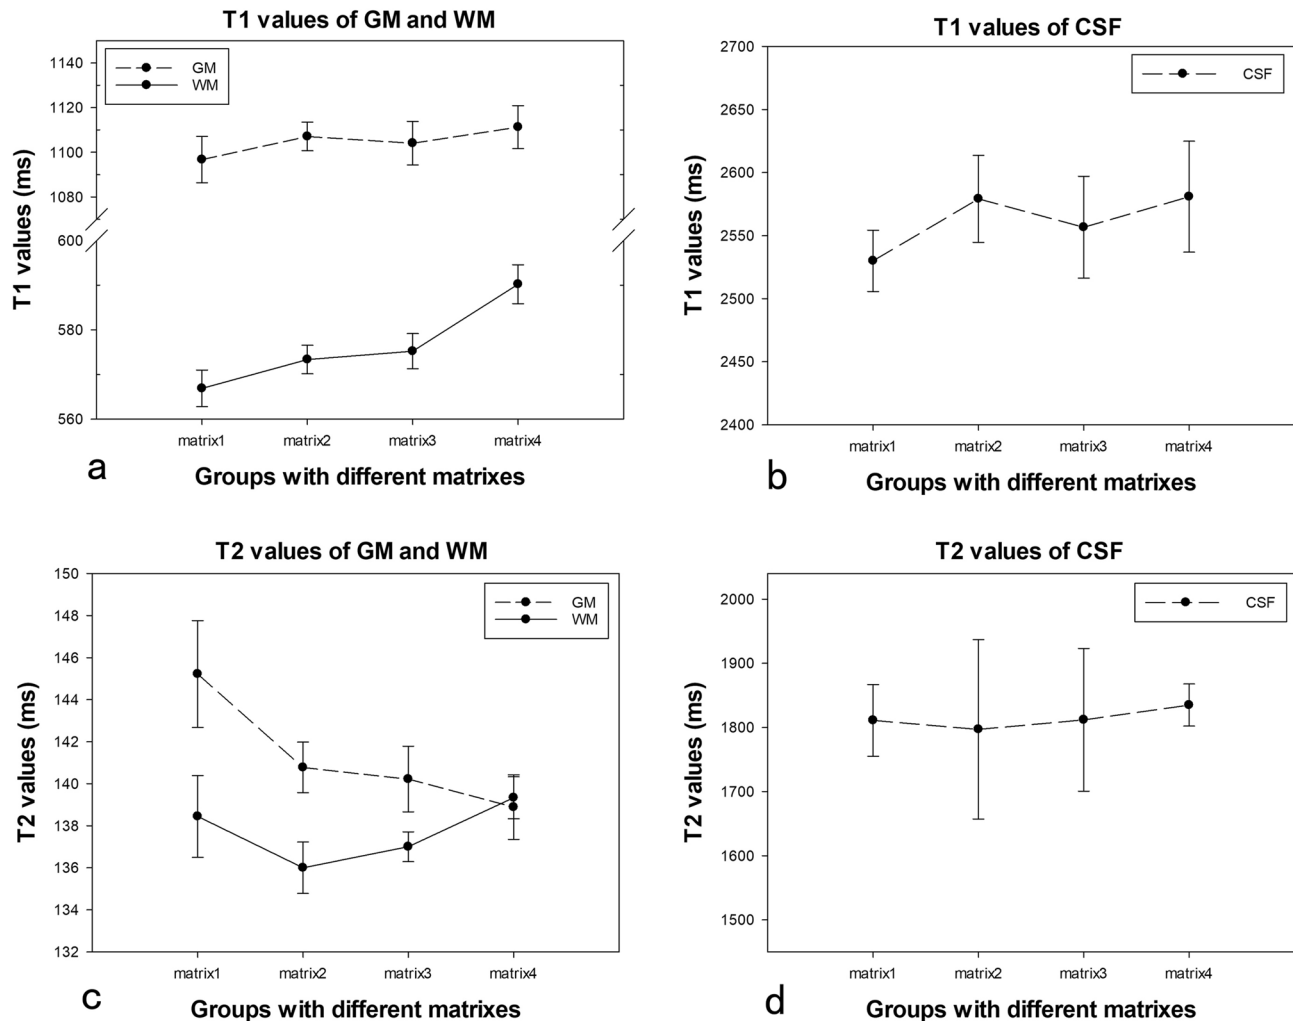 T1 values of GM and WM
GM
WM
T1 values (ms)
1140
1120
1100
1080
600
580
560
matrix1 matrix2 matrix3 matrix4
a
Groups with different matrixes
T1 values of CSF
CSF
T1 values (ms)
2700
2650
2600
2550
2500
2450
2400
matrix1 matrix2 matrix3 matrix4
b
Groups with different matrixes
T2 values of GM and WM
GM
WM
T2 values (ms)
150
148
146
144
142
140
138
136
134
132
matrix1 matrix2 matrix3 matrix4
c
Groups with different matrixes
T2 values of CSF
CSF
T2 values (ms)
2000
1900
1800
1700
1600
1500
matrix1 matrix2 matrix3 matrix4
d
Groups with different matrixes